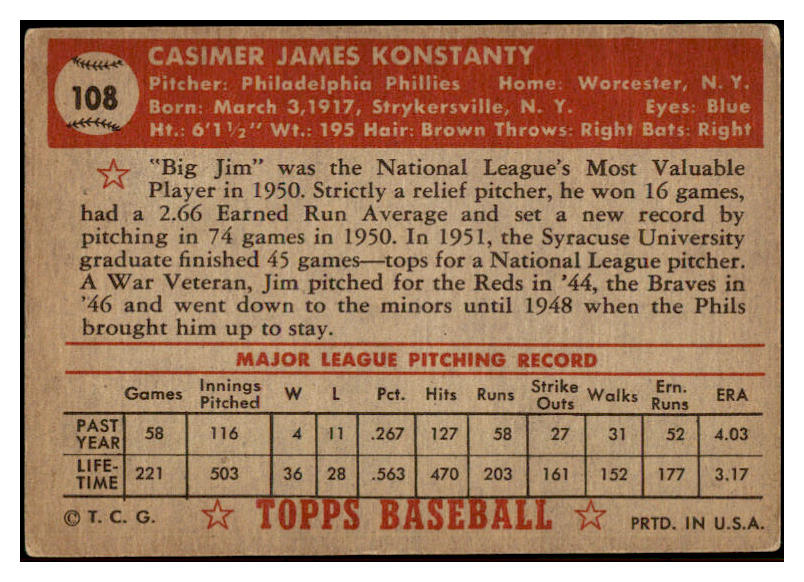 108
CASIMER JAMES KONSTANTY
Pitcher: Philadelphia Phillies Home: Worcester, N. Y.
Born: March 3, 1917, Strykersville, N. Y. Eyes: Blue
Ht.: 6'1 1/2" Wt.: 195 Hair: Brown Throws: Right Bats: Right
"Big Jim" was the National League's Most Valuable
Player in 1950. Strictly a relief pitcher, he won 16 games,
had a 2.66 Earned Run Average and set a new record by
pitching in 74 games in 1950. In 1951, the Syracuse University
graduate finished 45 games—tops for a National League pitcher.
A War Veteran, Jim pitched for the Reds in '44, the Braves in
'46 and went down to the minors until 1948 when the Phils
brought him up to stay.
MAJOR LEAGUE PITCHING RECORD
Games Innings Pitched W L Pct. Hits Runs Strike Outs Walks Ern. Runs ERA
PAST YEAR 58 116 4 11 .267 127 58 27 31 52 4.03
LIFE-TIME 221 503 36 28 .563 470 203 161 152 177 3.17
© T. C. G. ☆ TOPPS BASEBALL ☆ PRTD. IN U.S.A.